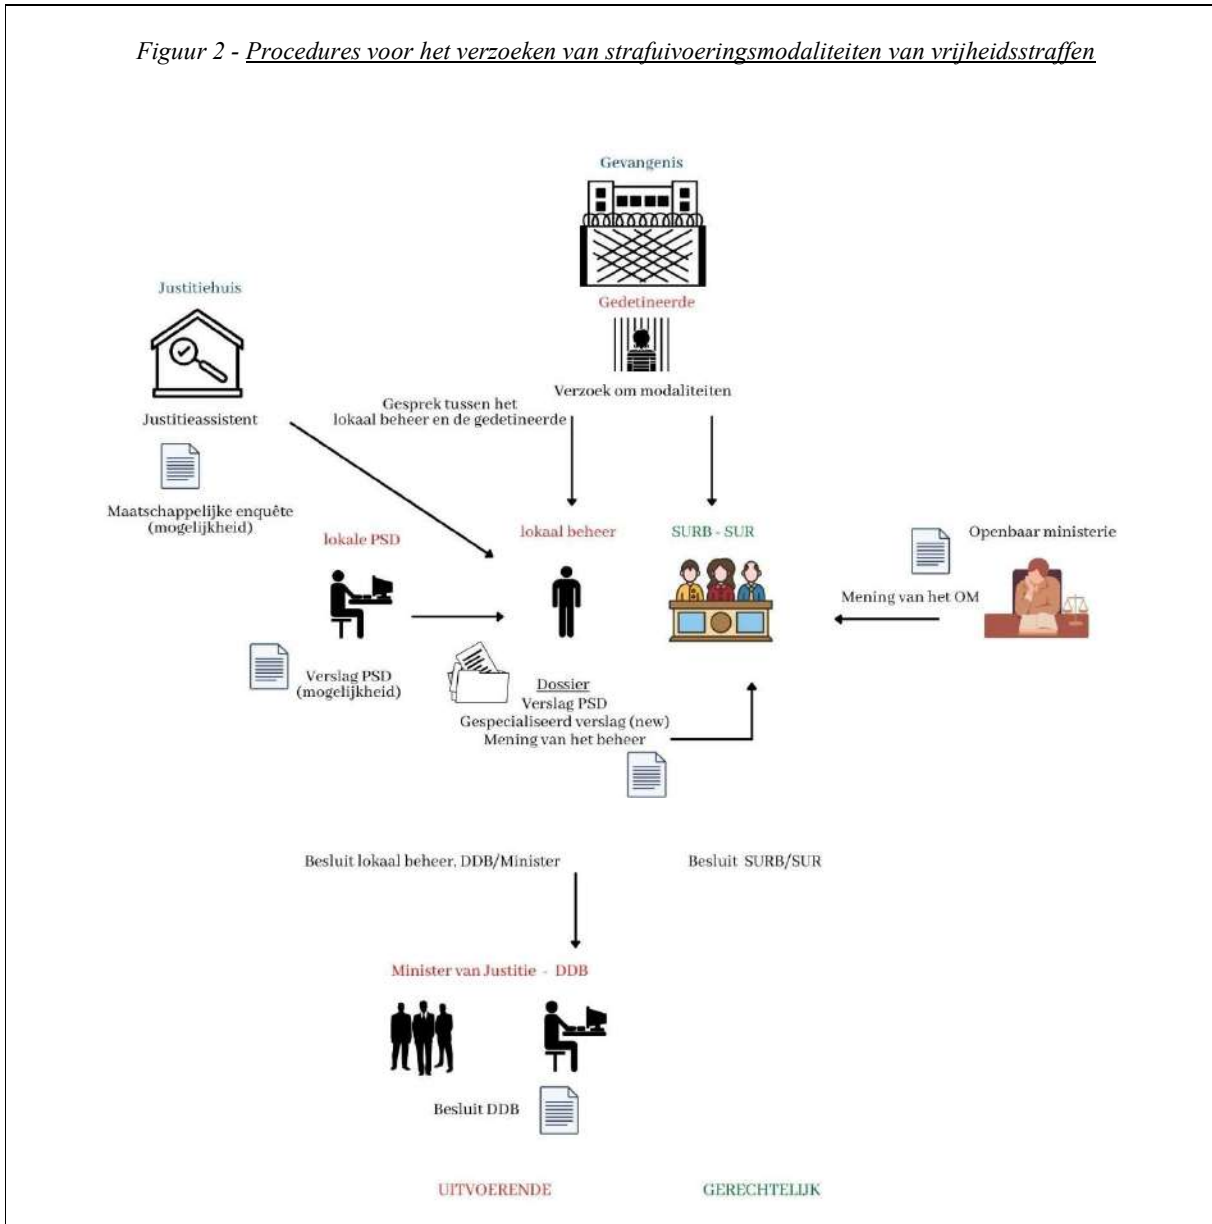 Figuur 2 - Procedures voor het verzoeken van strafuivoeringsmodaliteiten van vrijheidsstraffen
Gevangenis
Gedetineerde
Verzoek om modaliteiten
Justitiehuis
Justitieassistent
Maatschappelijke enquête
(mogelijkheid)
Gesprek tussen het
lokaal beheer en de gedetineerde
lokale PSD
Verslag PSD
(mogelijkheid)
lokaal beheer
Dossier
Verslag PSD
Gespecialiseerd verslag (new)
Mening van het beheer
SURB - SUR
Openbaar ministerie
Mening van het OM
Besluit lokaal beheer, DDB/Minister
Besluit SURB/SUR
Minister van Justitie - DDB
Besluit DDB
UITVOERENDE
GERECHTELIJK